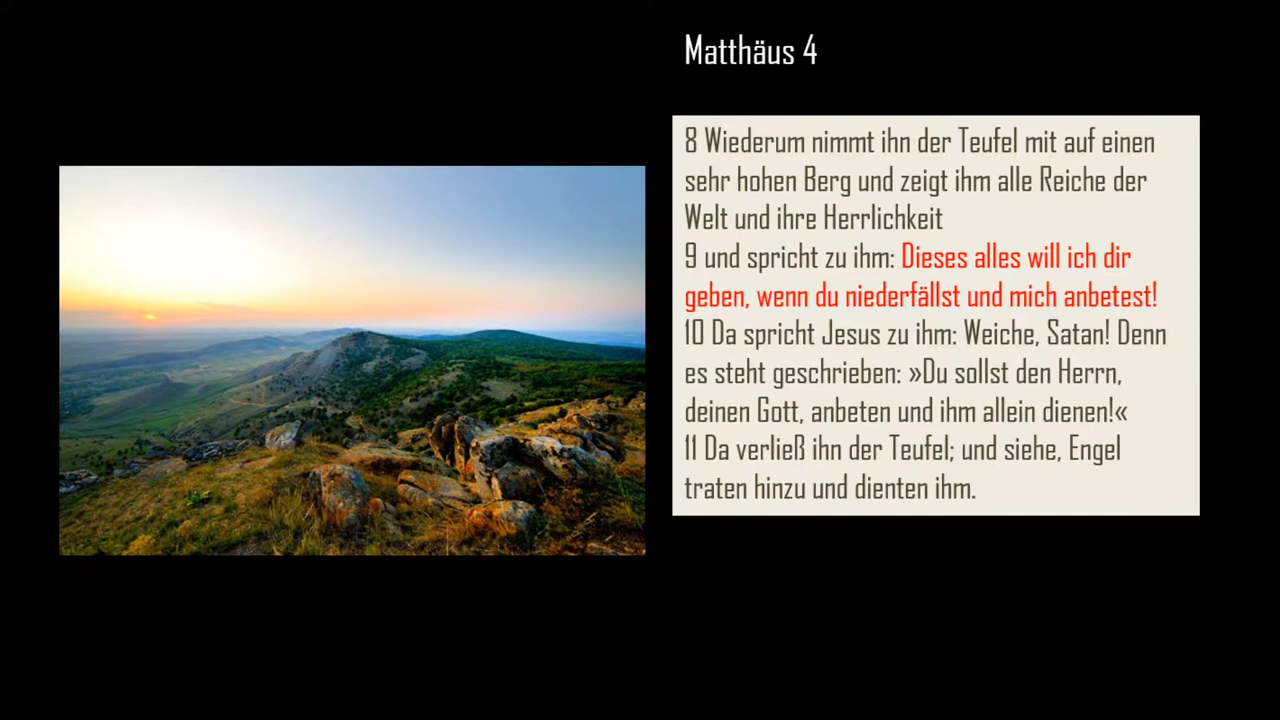 Matthäus 4
8 Wiederum nimmt ihn der Teufel mit auf einen
sehr hohen Berg und zeigt ihm alle Reiche der
Welt und ihre Herrlichkeit
9 und spricht zu ihm: Dieses alles will ich dir
geben, wenn du niederfällst und mich anbetest!
10 Da spricht Jesus zu ihm: Weiche, Satan! Denn
es steht geschrieben: »Du sollst den Herrn,
deinen Gott, anbeten und ihm allein dienen!«
11 Da verließ ihn der Teufel; und siehe, Engel
traten hinzu und dienten ihm.